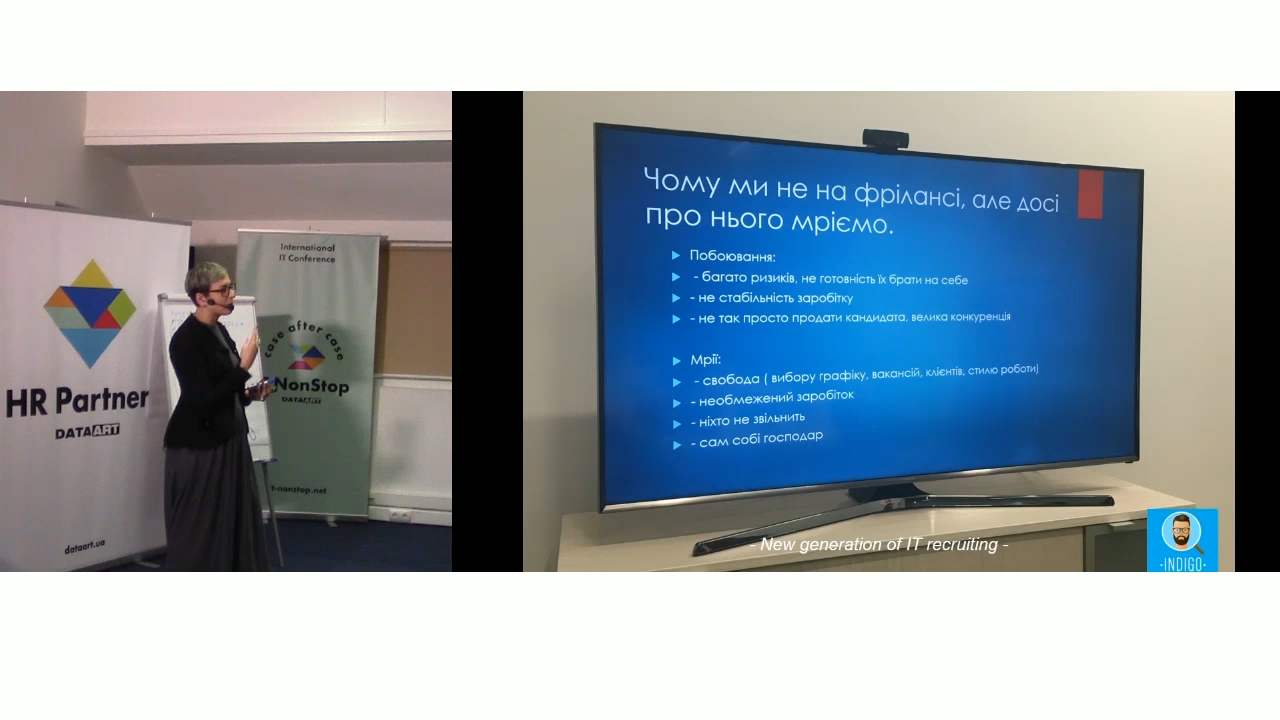 HR Partner
DATAART
dataart.ua
International
IT Conference
case after case
NonStop
DATAART
t-nonstop.net
Чому ми не на фрілансі, але досі
про нього мріємо.
Побоювання:
- багато ризиків, не готовність їх брати на себе
- не стабільність заробітку
- не так просто продати кандидата, велика конкуренція
Мрії:
- свобода ( вибору графіку, вакансій, клієнтів, стилю роботи)
- необмежений заробіток
- ніхто не звільнить
- сам собі господар
- New generation of IT recruiting -
·INDIGO·